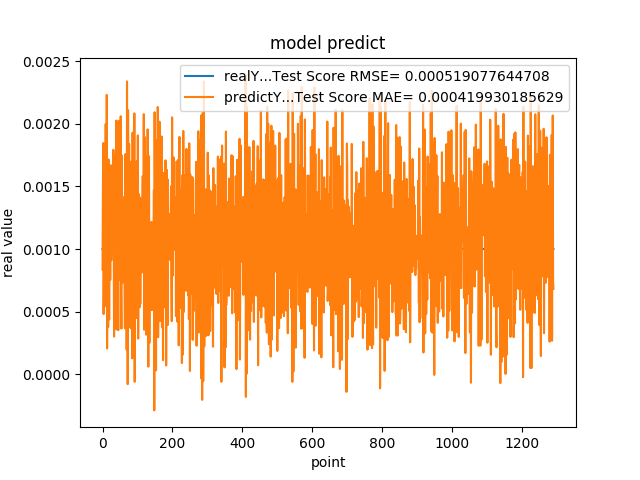 model predict
realY...Test Score RMSE= 0.000519077644708
predictY...Test Score MAE= 0.000419930185629
0.0025
0.0020
0.0015
0.0010
0.0005
0.0000
real value
0 200 400 600 800 1000 1200
point